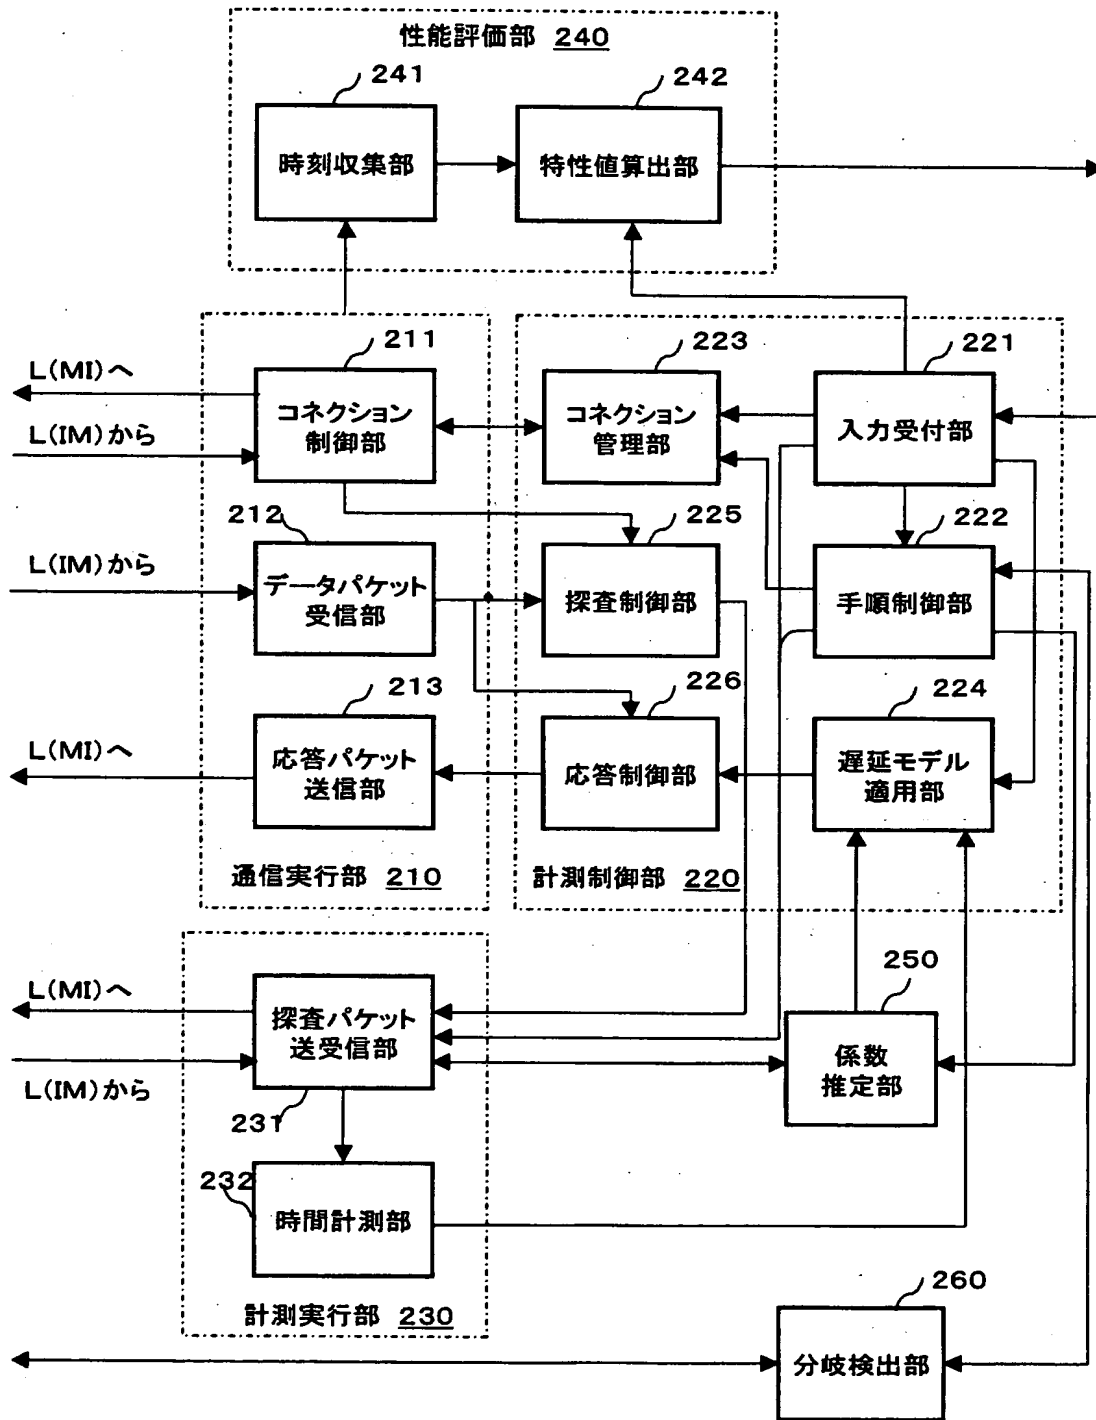 性能評価部 240
241
242
時刻収集部
特性値算出部
211
223
221
L(MI)へ
L(IM)から
コネクション
制御部
コネクション
管理部
入力受付部
212
225
222
L(IM)から
データパケット
受信部
探査制御部
手順制御部
213
226
224
L(MI)へ
応答パケット
送信部
応答制御部
遅延モデル
適用部
通信実行部 210
計測制御部 220
250
L(MI)へ
L(IM)から
探査パケット
送受信部
係数
推定部
231
232
時間計測部
計測実行部 230
260
分岐検出部